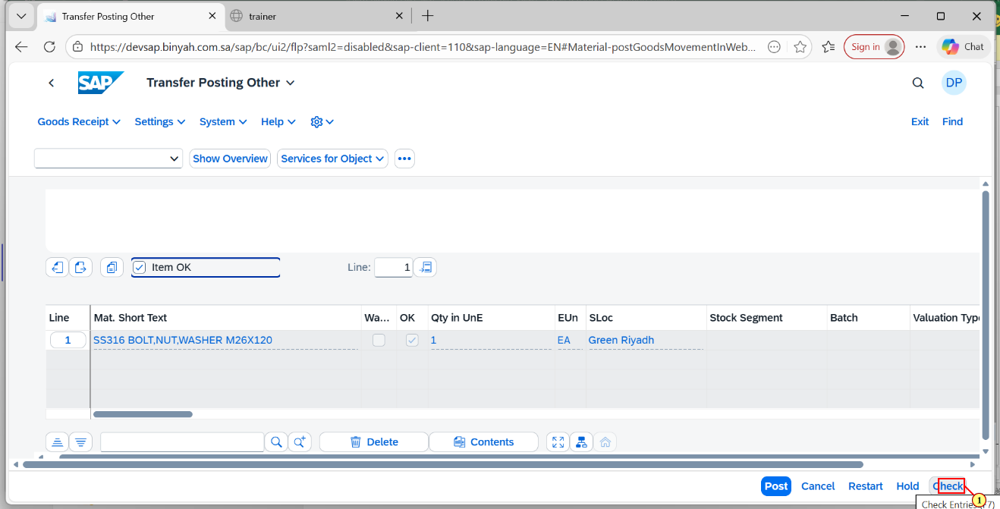 Transfer Posting Other
trainer
https://devsap.binyah.com.sa/sap/bc/ui2/flp?saml2=disabled&sap-client=110&sap-language=EN#Material-postGoodsMovementInWeb...
Sign in
Chat
SAP
Transfer Posting Other
DP
Goods Receipt
Settings
System
Help
Exit
Find
Show Overview
Services for Object
Item OK
Line:
1
Line
Mat. Short Text
Wa...
OK
Qty in UnE
EUn
SLoc
Stock Segment
Batch
Valuation Type
1
SS316 BOLT,NUT,WASHER M26X120
1
EA
Green Riyadh
Delete
Contents
Post
Cancel
Restart
Hold
Check
1
Check Entries (F7)